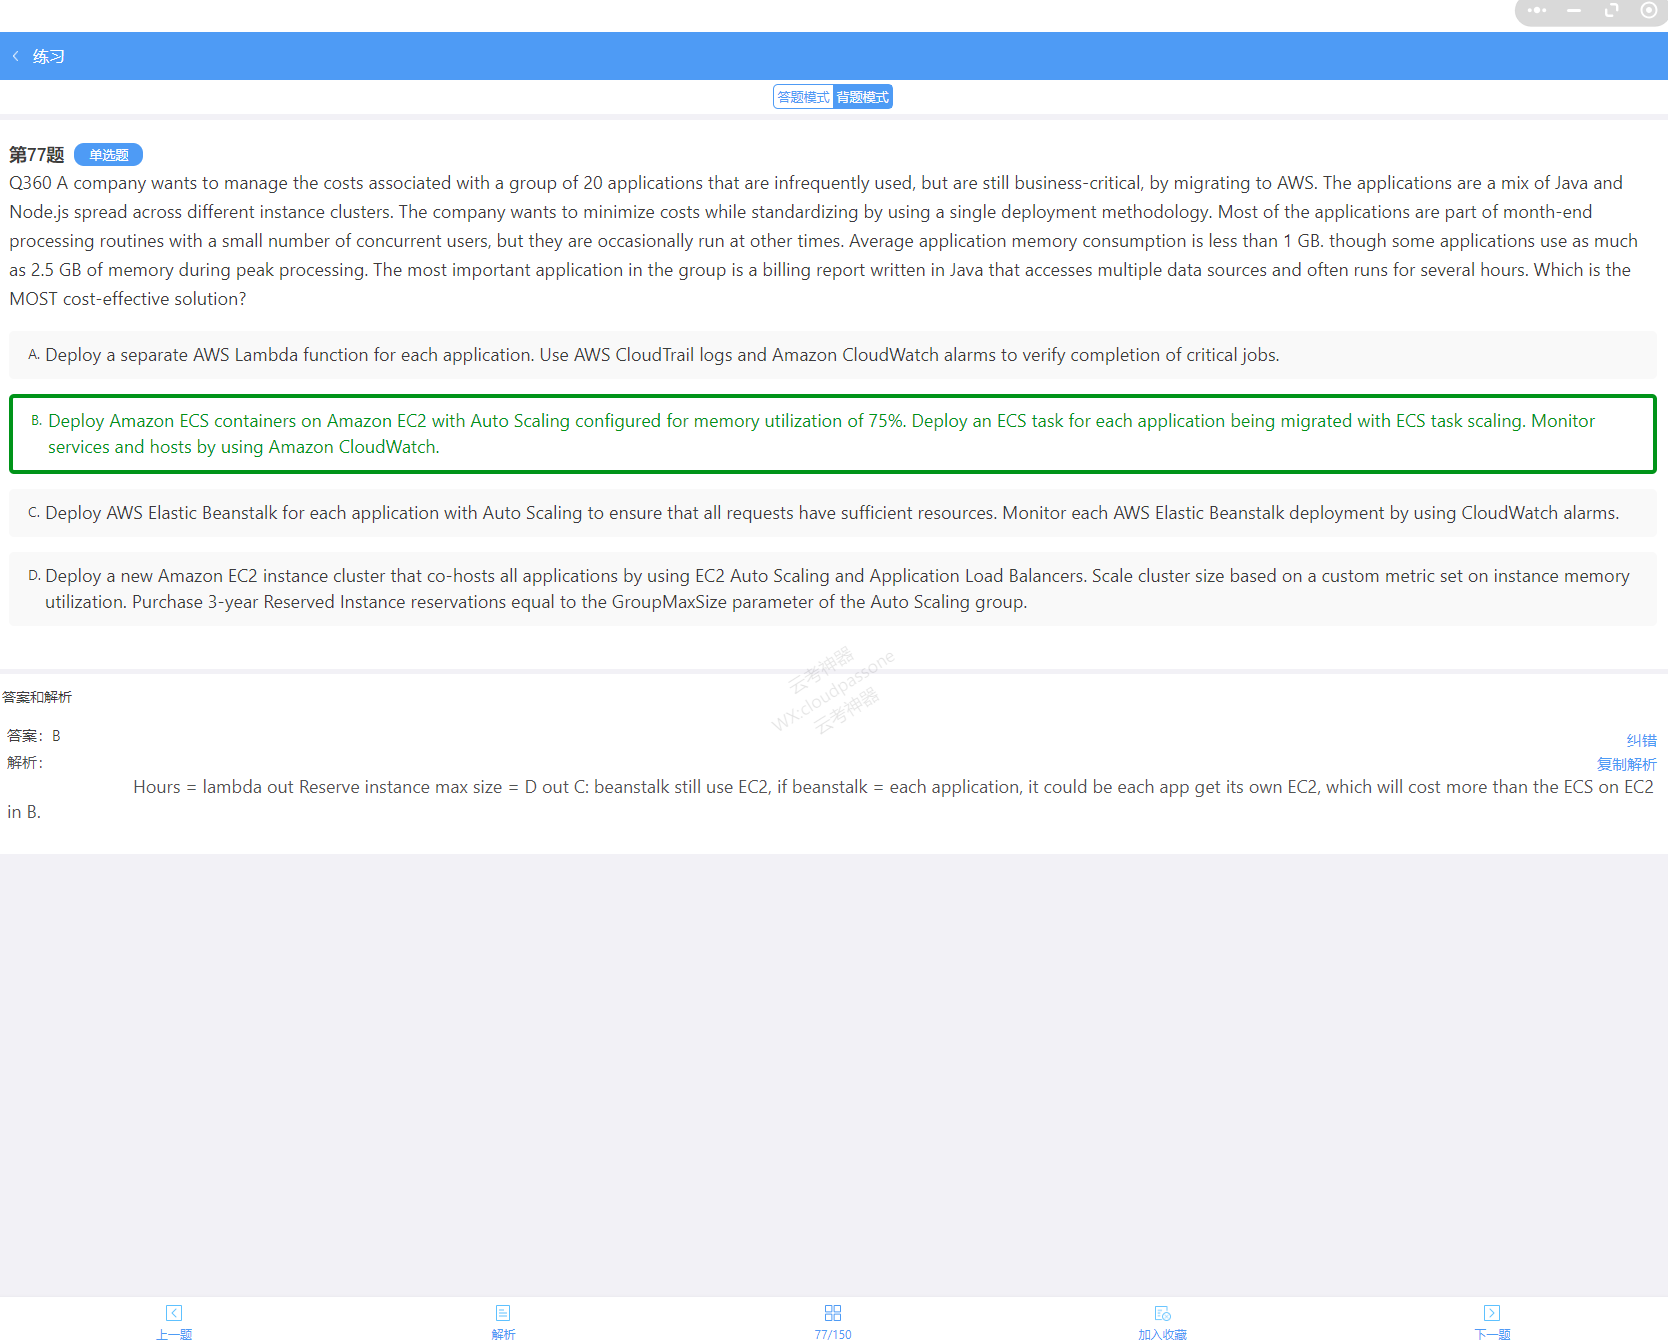 练习
答题模式 背题模式
第77题 单选题
Q360 A company wants to manage the costs associated with a group of 20 applications that are infrequently used, but are still business-critical, by migrating to AWS. The applications are a mix of Java and
Node.js spread across different instance clusters. The company wants to minimize costs while standardizing by using a single deployment methodology. Most of the applications are part of month-end
processing routines with a small number of concurrent users, but they are occasionally run at other times. Average application memory consumption is less than 1 GB. though some applications use as much
as 2.5 GB of memory during peak processing. The most important application in the group is a billing report written in Java that accesses multiple data sources and often runs for several hours. Which is the
MOST cost-effective solution?
A. Deploy a separate AWS Lambda function for each application. Use AWS CloudTrail logs and Amazon CloudWatch alarms to verify completion of critical jobs.
B. Deploy Amazon ECS containers on Amazon EC2 with Auto Scaling configured for memory utilization of 75%. Deploy an ECS task for each application being migrated with ECS task scaling. Monitor
services and hosts by using Amazon CloudWatch.
C. Deploy AWS Elastic Beanstalk for each application with Auto Scaling to ensure that all requests have sufficient resources. Monitor each AWS Elastic Beanstalk deployment by using CloudWatch alarms.
D. Deploy a new Amazon EC2 instance cluster that co-hosts all applications by using EC2 Auto Scaling and Application Load Balancers. Scale cluster size based on a custom metric set on instance memory
utilization. Purchase 3-year Reserved Instance reservations equal to the GroupMaxSize parameter of the Auto Scaling group.
云考神器
WX:cloudpassone
云考神器
答案和解析
答案：B
纠错
解析：
复制解析
Hours = lambda out Reserve instance max size = D out C: beanstalk still use EC2, if beanstalk = each application, it could be each app get its own EC2, which will cost more than the ECS on EC2
in B.
上一题
解析
77/150
加入收藏
下一题